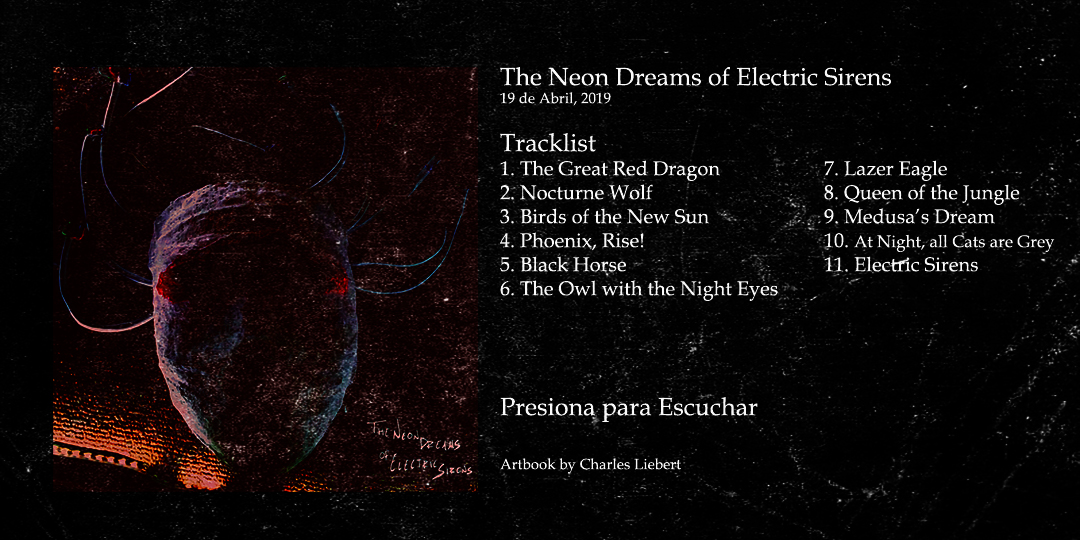 The Neon Dreams of Electric Sirens
19 de Abril, 2019
Tracklist
1. The Great Red Dragon
2. Nocturne Wolf
3. Birds of the New Sun
4. Phoenix, Rise!
5. Black Horse
6. The Owl with the Night Eyes
7. Lazer Eagle
8. Queen of the Jungle
9. Medusa's Dream
10. At Night, all Cats are Grey
11. Electric Sirens
Presiona para Escuchar
Artbook by Charles Liebert
The Neon
Dreams
of
Electric
Sirens